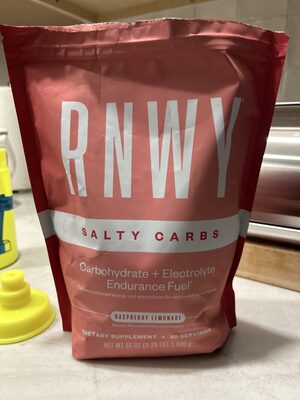 RNWY
SALTY CARBS
Carbohydrate + Electrolyte
Endurance Fuel
RASPBERRY LEMONADE
DIETARY SUPPLEMENT • 30 SERVINGS